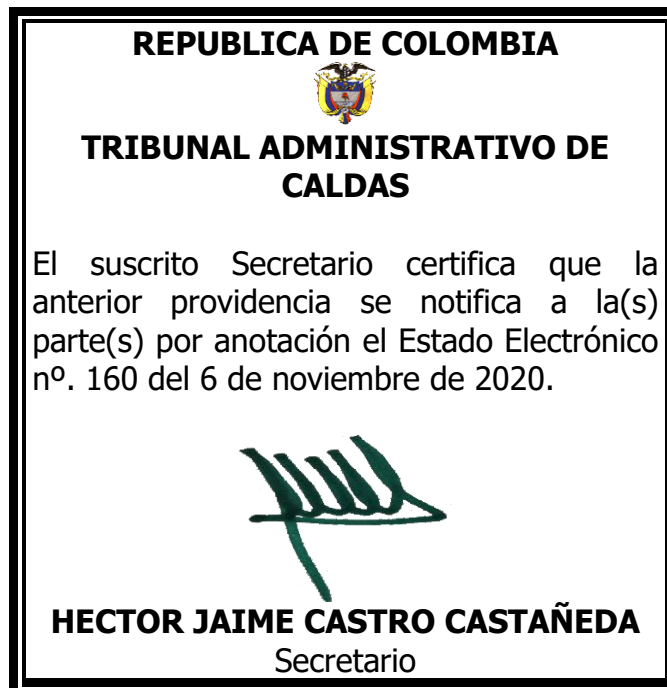 REPUBLICA DE COLOMBIA
TRIBUNAL ADMINISTRATIVO DE
CALDAS
El suscrito Secretario certifica que la
anterior providencia se notifica a la(s)
parte(s) por anotación el Estado Electrónico
nº. 160 del 6 de noviembre de 2020.
HECTOR JAIME CASTRO CASTAÑEDA
Secretario